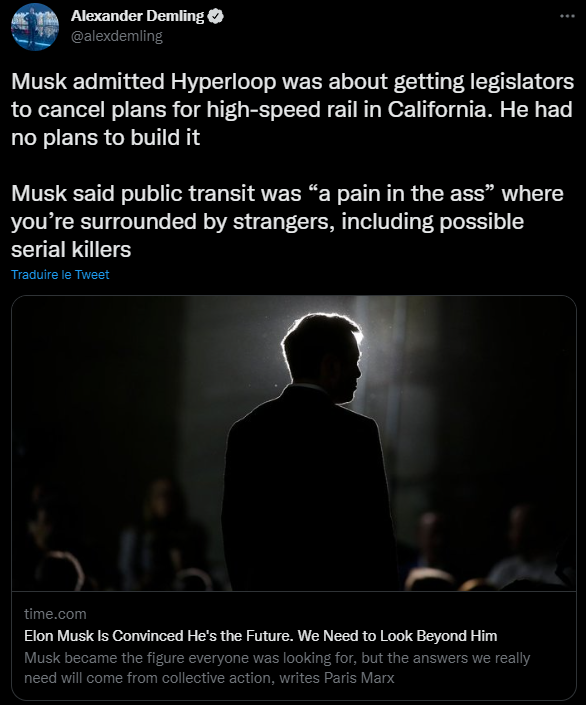 Alexander Demling
@alexdemling
Musk admitted Hyperloop was about getting legislators
to cancel plans for high-speed rail in California. He had
no plans to build it
Musk said public transit was “a pain in the ass” where
you’re surrounded by strangers, including possible
serial killers
Traduire le Tweet
time.com
Elon Musk Is Convinced He's the Future. We Need to Look Beyond Him
Musk became the figure everyone was looking for, but the answers we really
need will come from collective action, writes Paris Marx